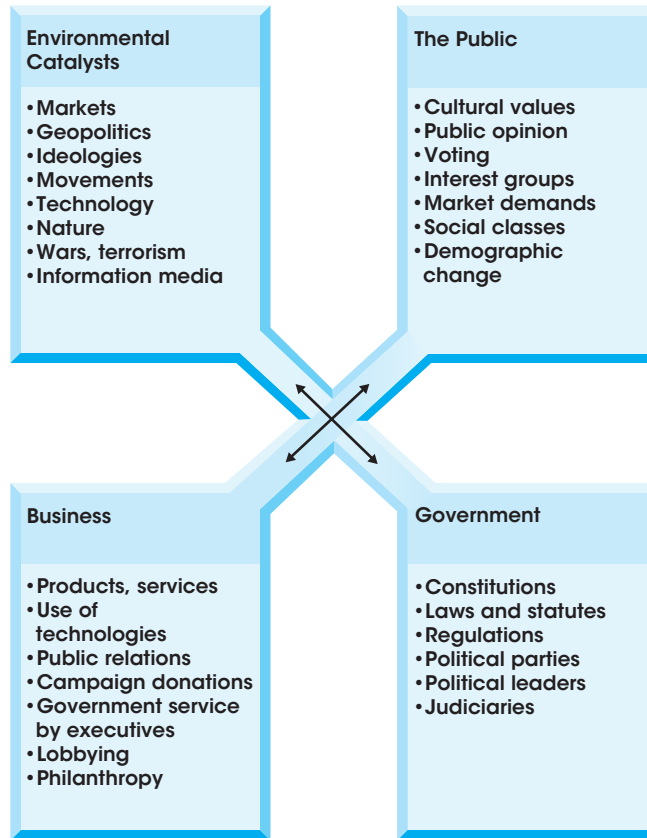 Environmental
Catalysts
•Markets
•Geopolitics
•Ideologies
•Movements
•Technology
•Nature
•Wars, terrorism
•Information media
The Public
•Cultural values
•Public opinion
•Voting
•Interest groups
•Market demands
•Social classes
•Demographic
change
Business
•Products, services
•Use of
technologies
•Public relations
•Campaign donations
•Government service
by executives
•Lobbying
•Philanthropy
Government
•Constitutions
•Laws and statutes
•Regulations
•Political parties
•Political leaders
•Judiciaries